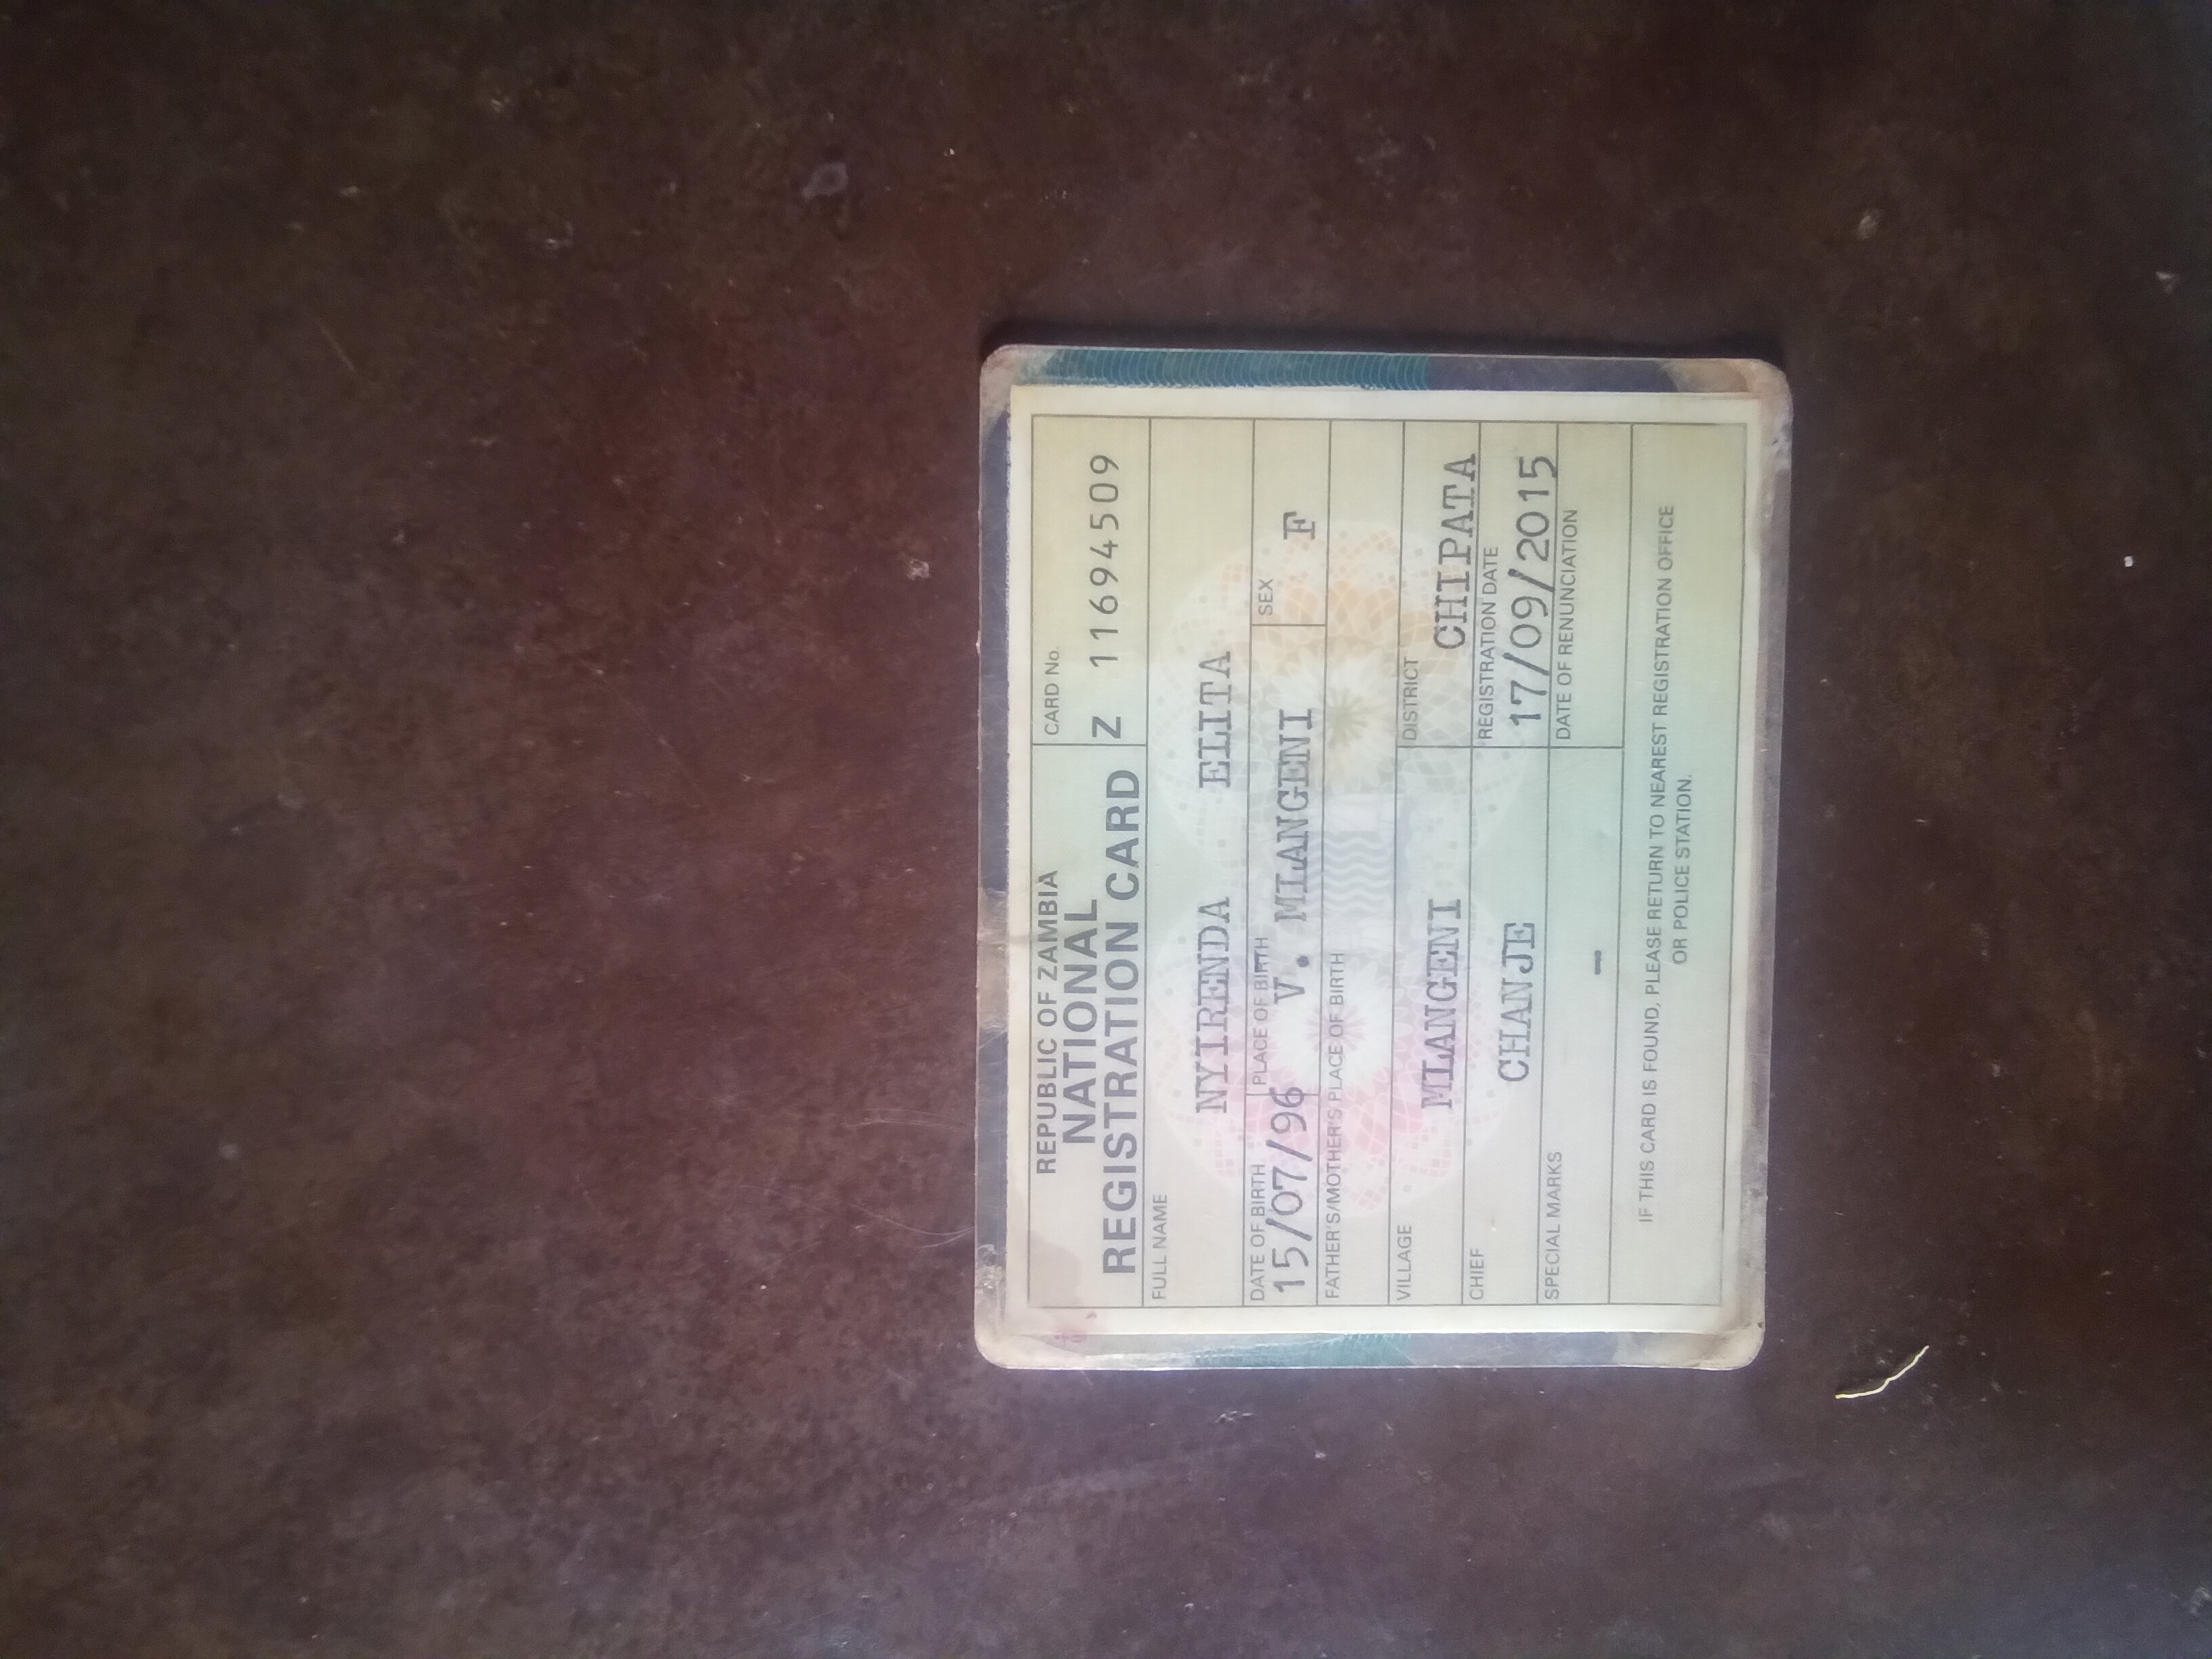 REPUBLIC OF ZAMBIA
NATIONAL
REGISTRATION CARD
CARD No.
Z 11694509
FULL NAME
NYIRENDA ELITA
DATE OF BIRTH PLACE OF BIRTH SEX
15/07/96 V. MLANGENI F
FATHER'S/MOTHER'S PLACE OF BIRTH
VILLAGE DISTRICT
MLANGENI CHIPATA
CHIEF REGISTRATION DATE
CHANJE 17/09/2015
SPECIAL MARKS DATE OF RENUNCIATION
-
IF THIS CARD IS FOUND, PLEASE RETURN TO NEAREST REGISTRATION OFFICE
OR POLICE STATION.